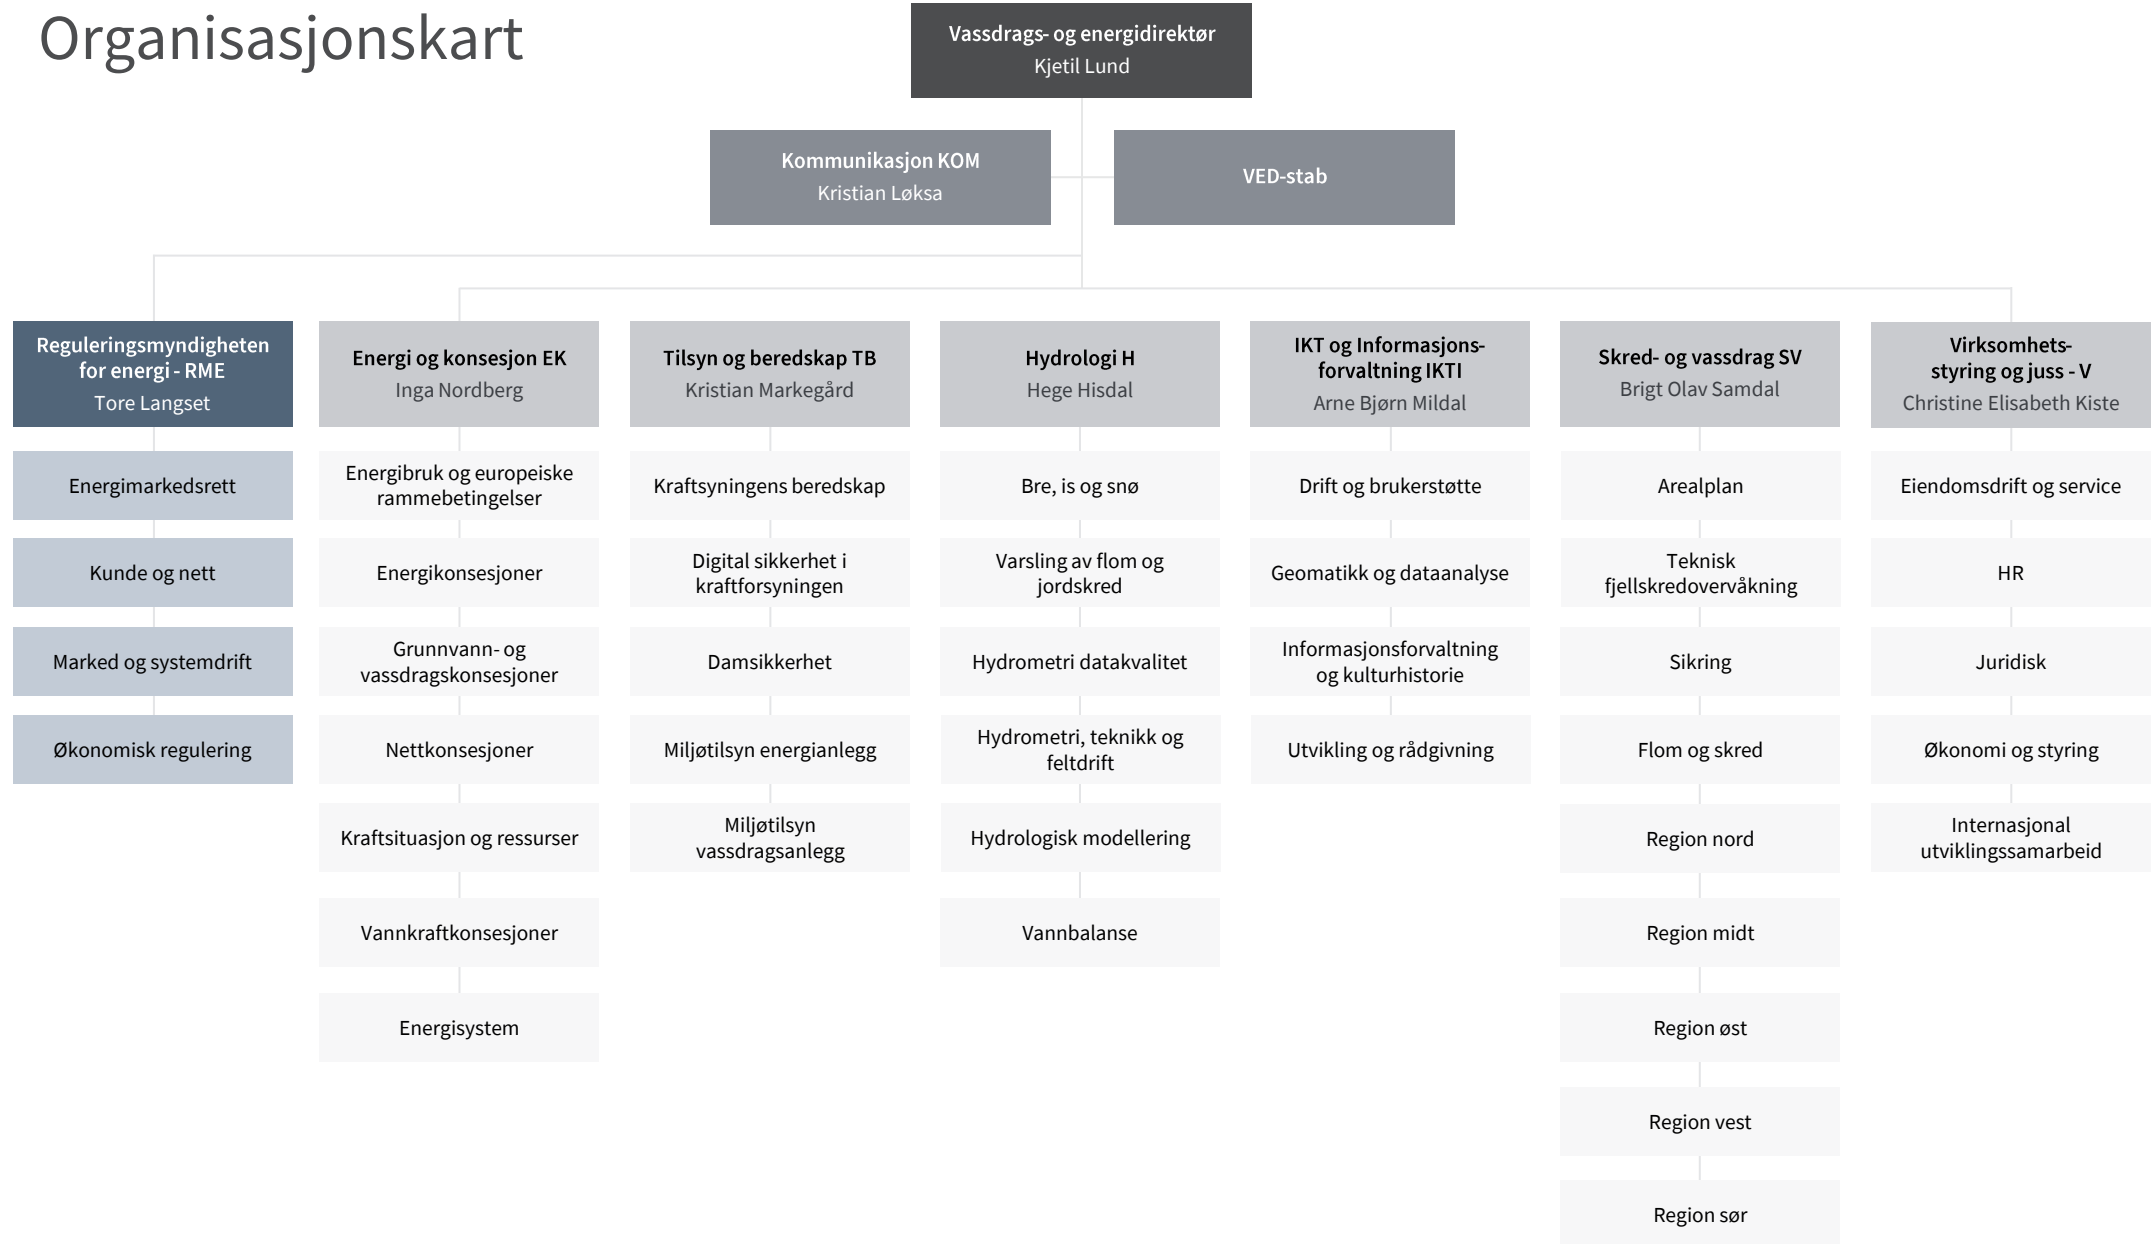 Organisasjonskart
Vassdrags- og energidirektør
Kjetil Lund
Kommunikasjon KOM
Kristian Løksa
VED-stab
Reguleringsmyndigheten
for energi - RME
Tore Langset
Energimarkedsrett
Kunde og nett
Marked og systemdrift
Økonomisk regulering
Energi og konsesjon EK
Inga Nordberg
Energibruk og europeiske
rammebetingelser
Energikonsesjoner
Grunnvann- og
vassdragskonsesjoner
Nettkonsesjoner
Kraftsituasjon og ressurser
Vannkraftkonsesjoner
Energisystem
Tilsyn og beredskap TB
Kristian Markegård
Kraftsyningens beredskap
Digital sikkerhet i
kraftforsyningen
Damsikkerhet
Miljøtilsyn energianlegg
Miljøtilsyn
vassdragsanlegg
Hydrologi H
Hege Hisdal
Bre, is og snø
Varsling av flom og
jordskred
Hydrometri datakvalitet
Hydrometri, teknikk og
feltdrift
Hydrologisk modellering
Vannbalanse
IKT og Informasjons-
forvaltning IKTI
Arne Bjørn Mildal
Drift og brukerstøtte
Geomatikk og dataanalyse
Informasjonsforvaltning
og kulturhistorie
Utvikling og rådgivning
Skred- og vassdrag SV
Brigt Olav Samdal
Arealplan
Teknisk
fjellskredovervåkning
Sikring
Flom og skred
Region nord
Region midt
Region øst
Region vest
Region sør
Virksomhets-
styring og juss - V
Christine Elisabeth Kiste
Eiendomsdrift og service
HR
Juridisk
Økonomi og styring
Internasjonal
utviklingssamarbeid